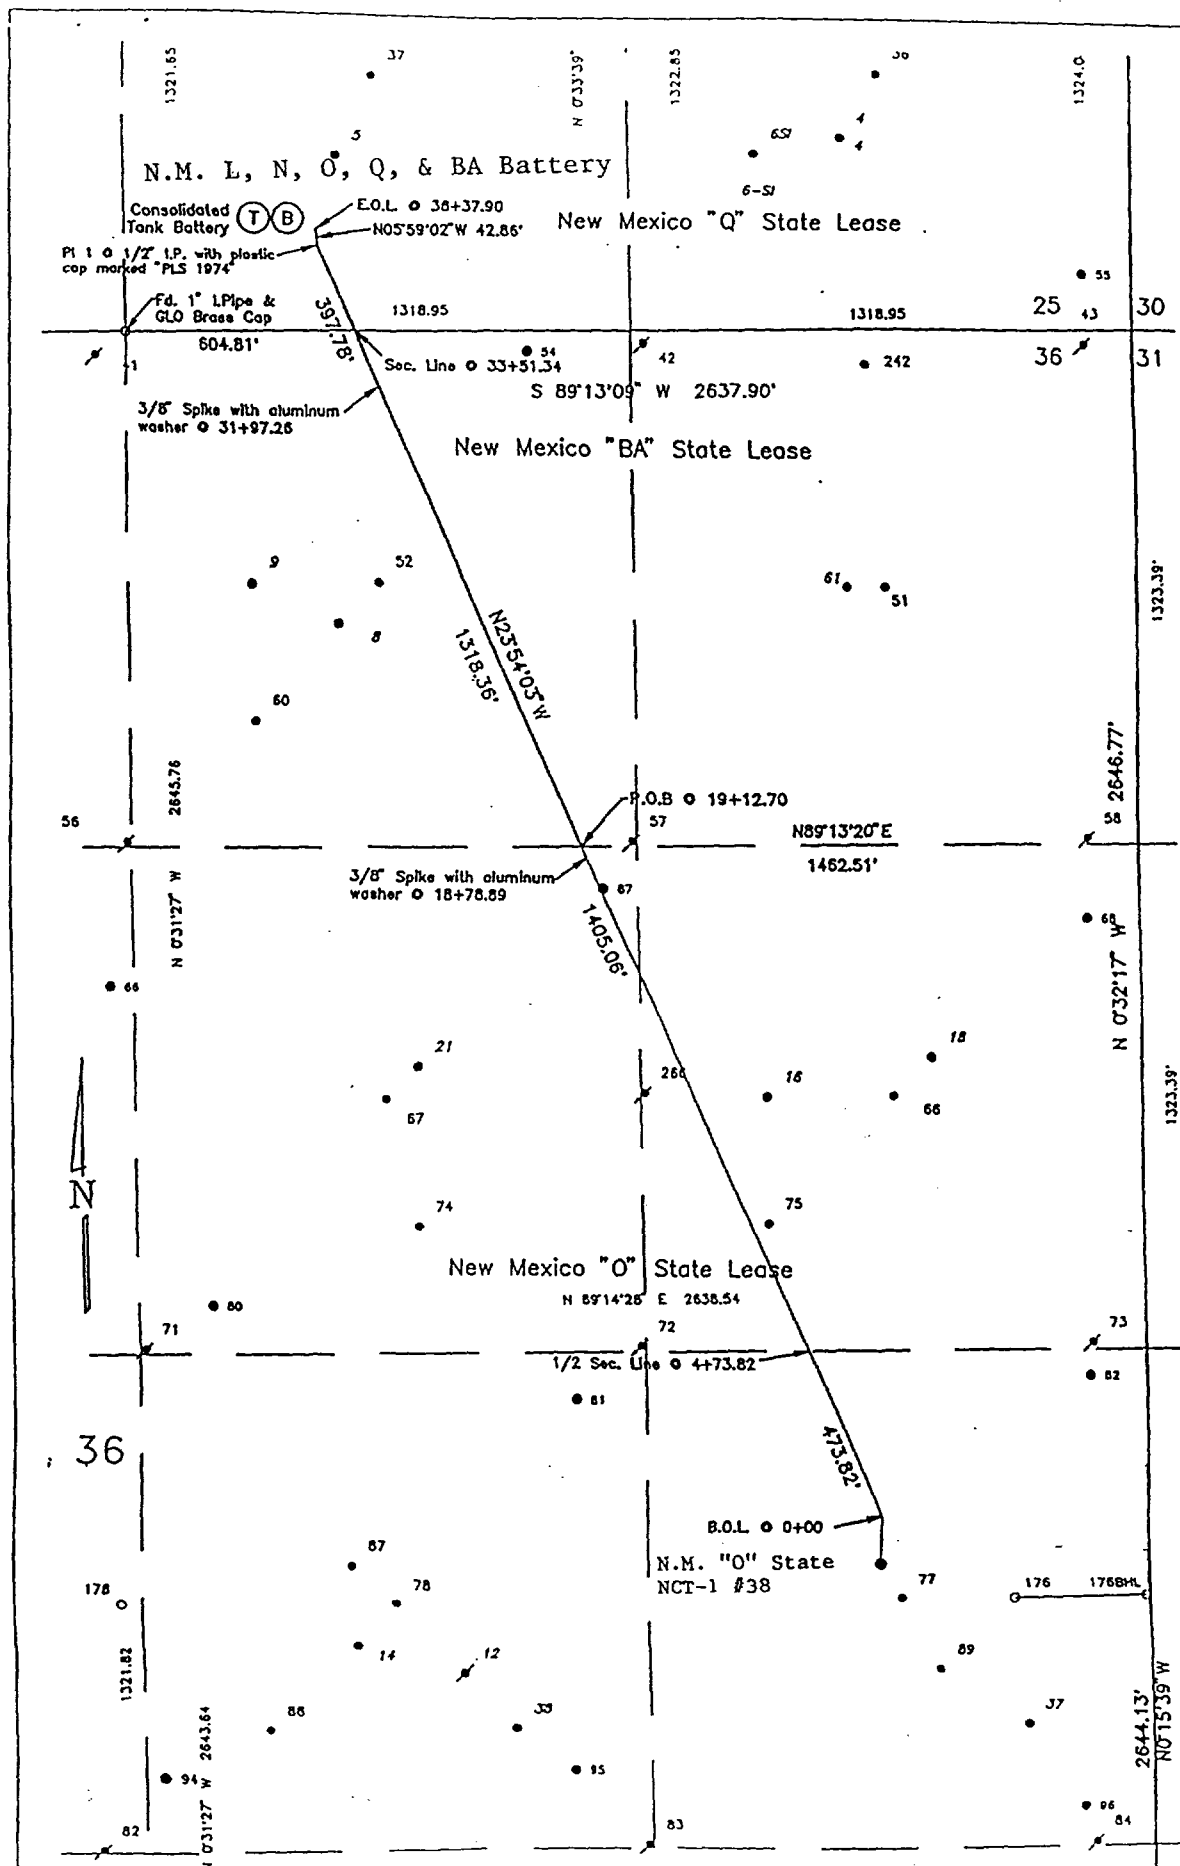 37
36
1321.65
N 0°33'39"
1322.85
1324.0
5
6SI
4
4
6-SI
N.M. L, N, O, Q, & BA Battery
Consolidated
Tank Battery
T B
E.O.L. @ 38+37.90
N05°59'02"W 42.86'
New Mexico "Q" State Lease
PI 1 @ 1/2" I.P. with plastic
cap marked "PLS 1974"
55
Fd. 1" I.Pipe &
GLO Brass Cap
397.78'
1318.95
1318.95
25 43 30
604.81'
Sec. Line @ 33+51.34
54
42
242
36 31
S 89°13'09" W 2637.90'
3/8" Spike with aluminum
washer @ 31+97.26
New Mexico "BA" State Lease
9
52
61
51
8
1323.39'
N23°54'03"W
1318.36'
60
2645.76
2646.77'
P.O.B @ 19+12.70
56
57
N89°13'20"E
58
1462.51'
3/8" Spike with aluminum
washer @ 18+78.89
67
1405.06'
N 0°31'27" W
N 0°32'17" W
66
21
18
16
66
67
1323.39'
N
74
75
New Mexico "O" State Lease
N 89°14'26" E 2638.54
80
71
72
73
1/2 Sec. Line @ 4+73.82
82
81
36
473.82'
B.O.L. @ 0+00
N.M. "O" State
NCT-1 #38
87
78
77
176
176BHL
178
14
12
89
1321.82
88
33
37
2644.13'
N0°15'39"W
94
95
N 0°31'27" W 2643.64
96
82
83
84